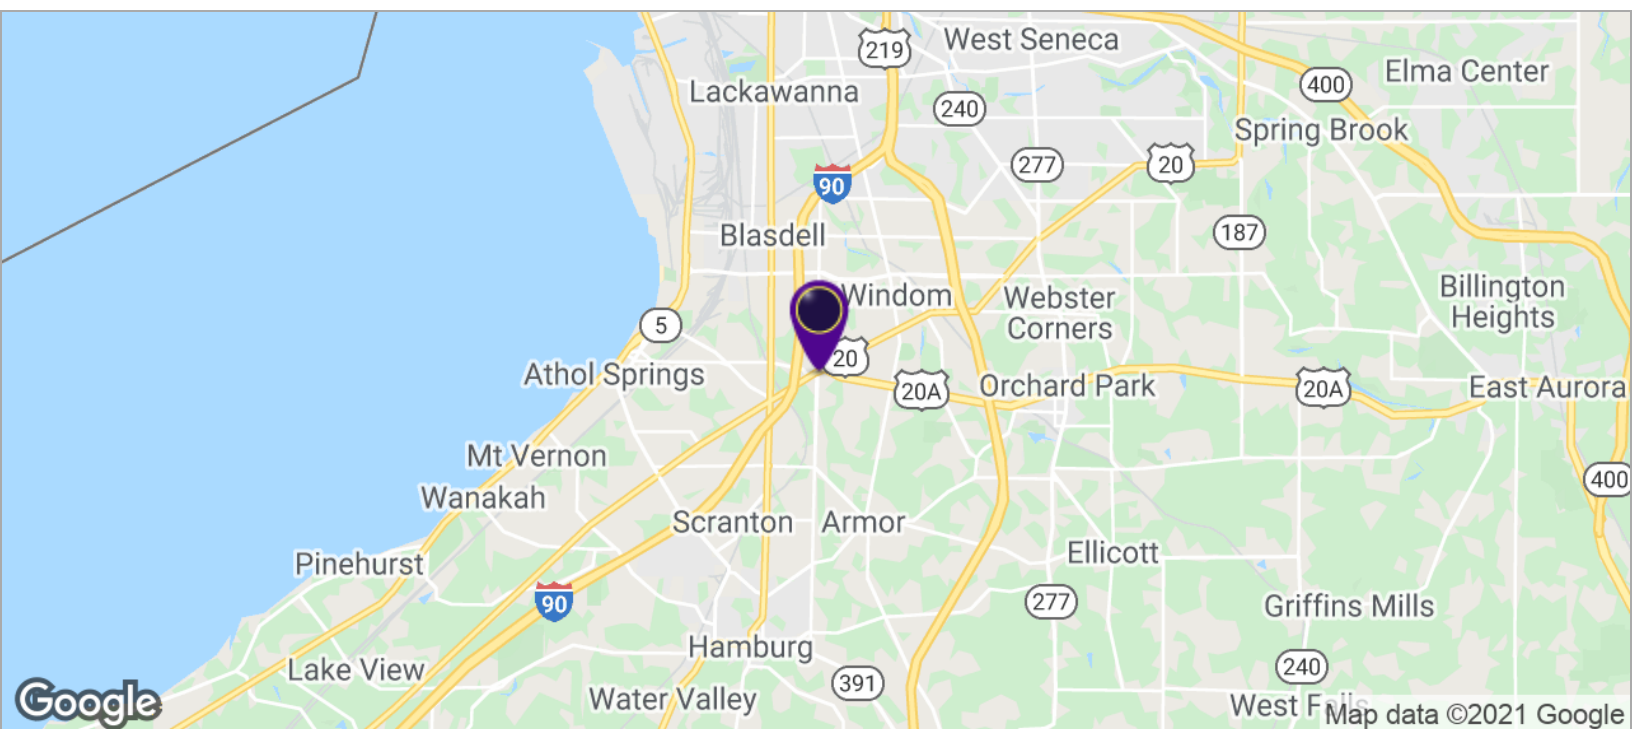 219
West Seneca
Elma Center
400
Lackawanna
240
Spring Brook
277
20
90
187
Blasdell
Windom
Webster
Corners
Billington
Heights
5
20
Athol Springs
20A
Orchard Park
20A
East Aurora
Mt Vernon
400
Wanakah
Scranton
Armor
Ellicott
Pinehurst
90
277
Griffins Mills
Hamburg
240
Lake View
391
Water Valley
West Falls
Google
Map data ©2021 Google